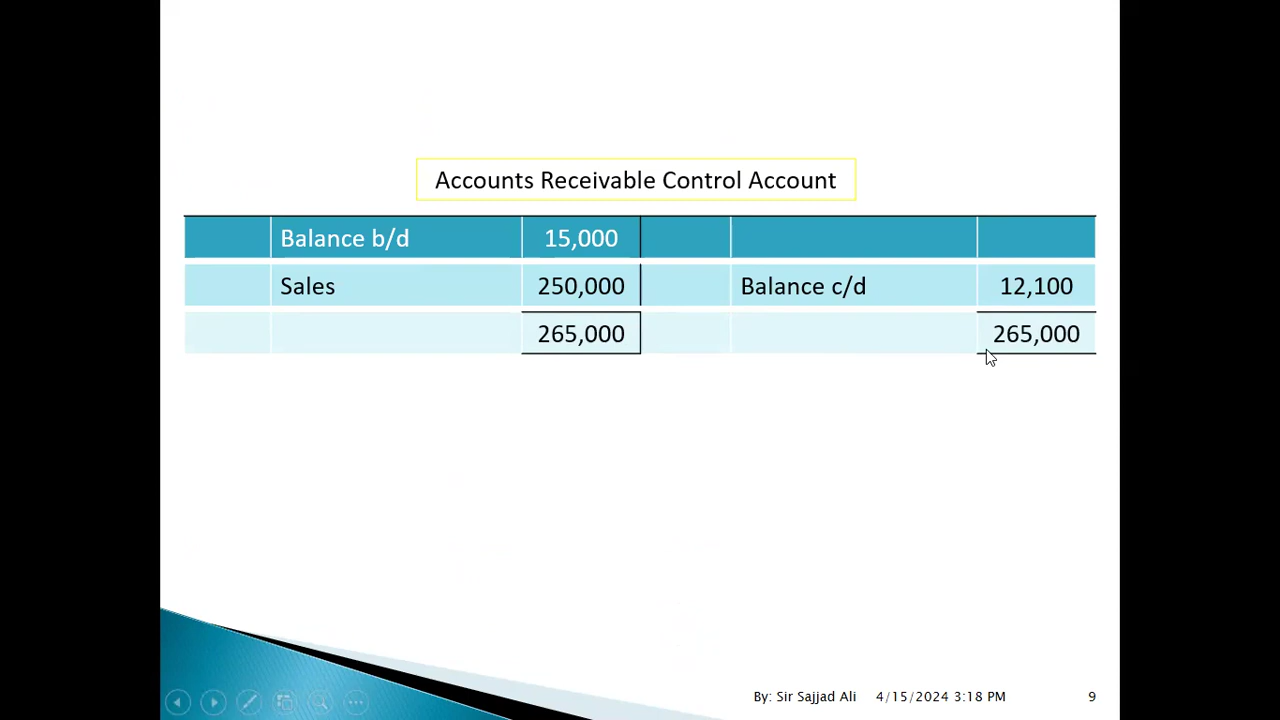 Accounts Receivable Control Account
Balance b/d 15,000
Sales 250,000 Balance c/d 12,100
265,000 265,000
By: Sir Sajjad Ali 4/15/2024 3:18 PM 9